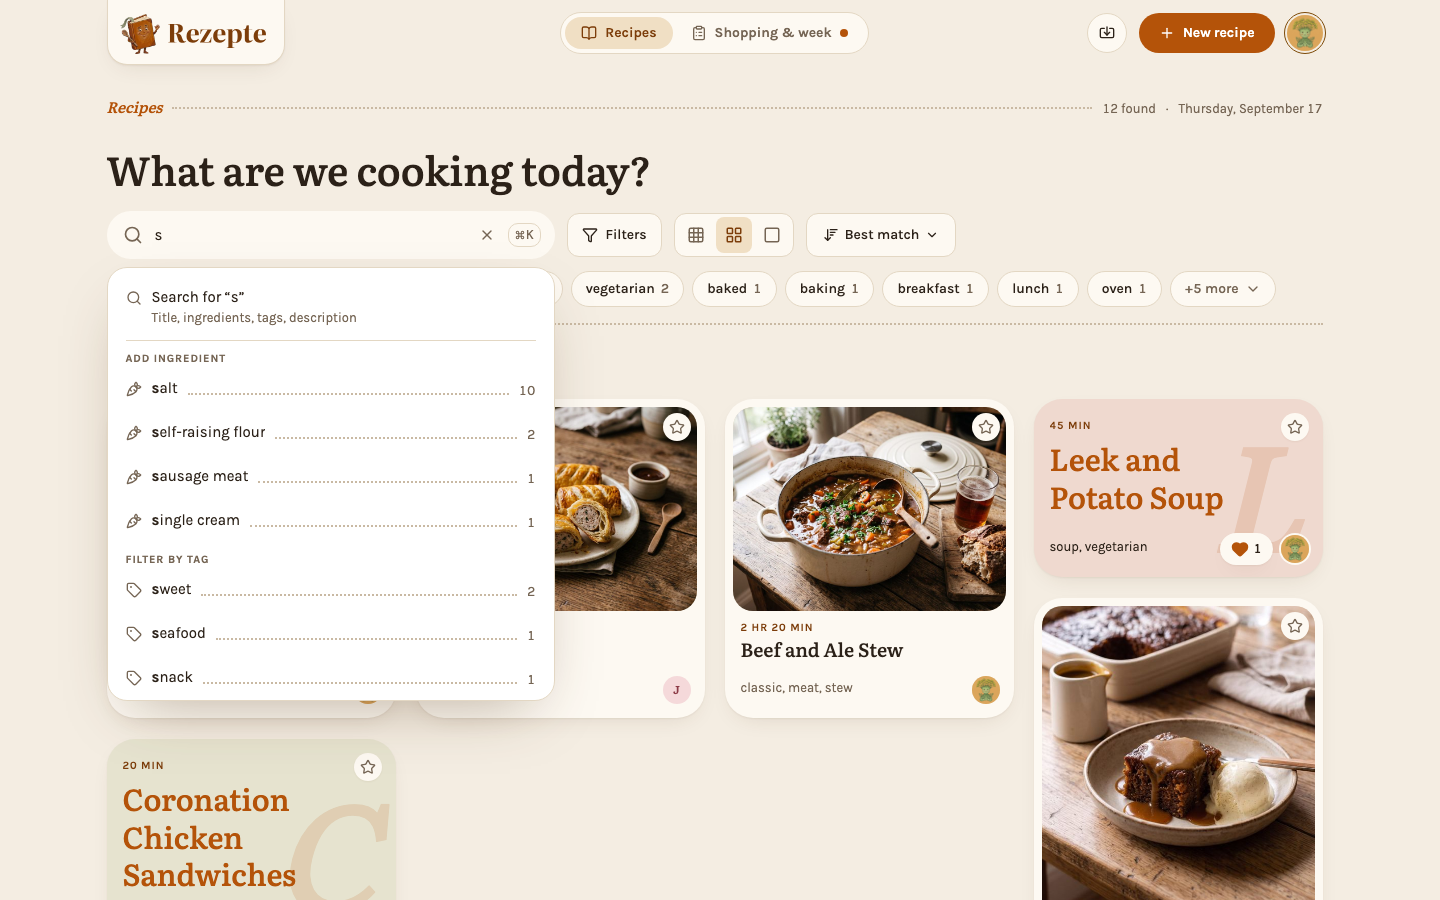 Rezepte
Recipes
Shopping & week
New recipe
Recipes
12 found · Thursday, September 17
What are we cooking today?
s
⌘K
Filters
Best match
vegetarian 2
baked 1
baking 1
breakfast 1
lunch 1
oven 1
+5 more
Search for “s”
Title, ingredients, tags, description
ADD INGREDIENT
salt 10
self-raising flour 2
sausage meat 1
single cream 1
FILTER BY TAG
sweet 2
seafood 1
snack 1
J
2 HR 20 MIN
Beef and Ale Stew
classic, meat, stew
45 MIN
L
Leek and
Potato Soup
soup, vegetarian
1
20 MIN
C
Coronation
Chicken
Sandwiches